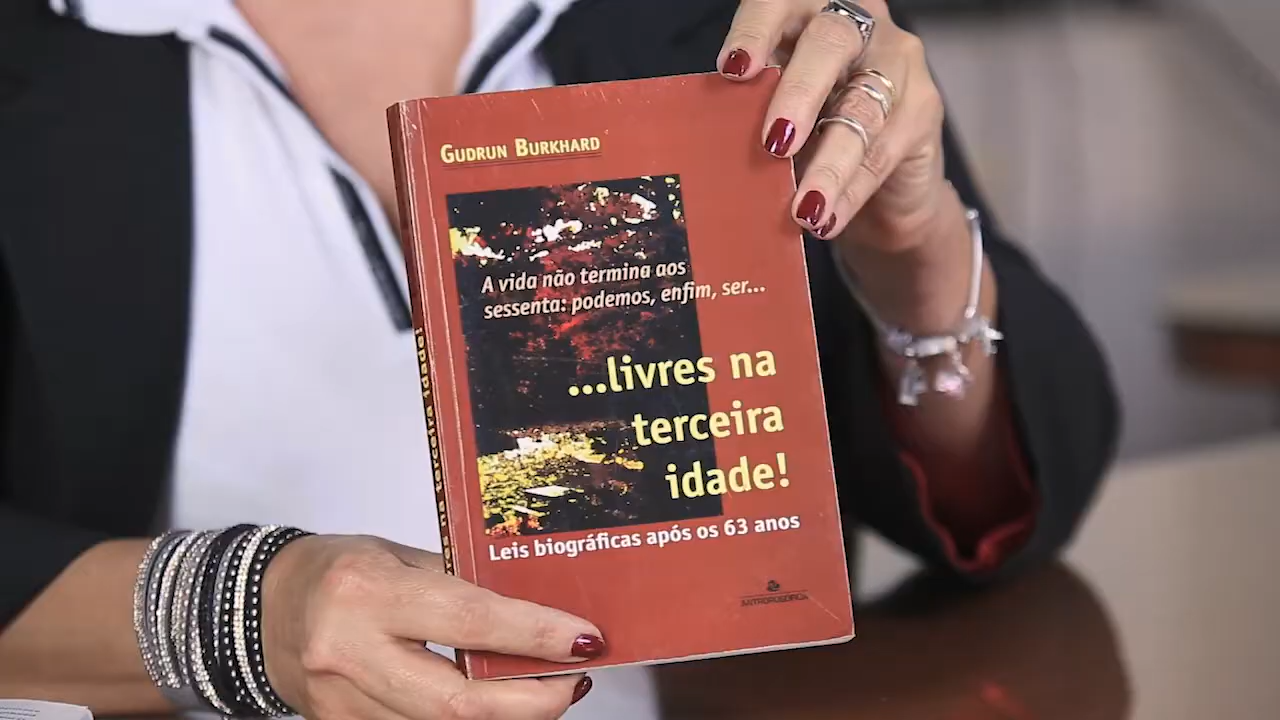 GUDRUN BURKHARD
A vida não termina aos
sessenta: podemos, enfim, ser...
...livres na
terceira
idade!
Leis biográficas após os 63 anos
ANTROPOSÓFICA
res na terceira idade!